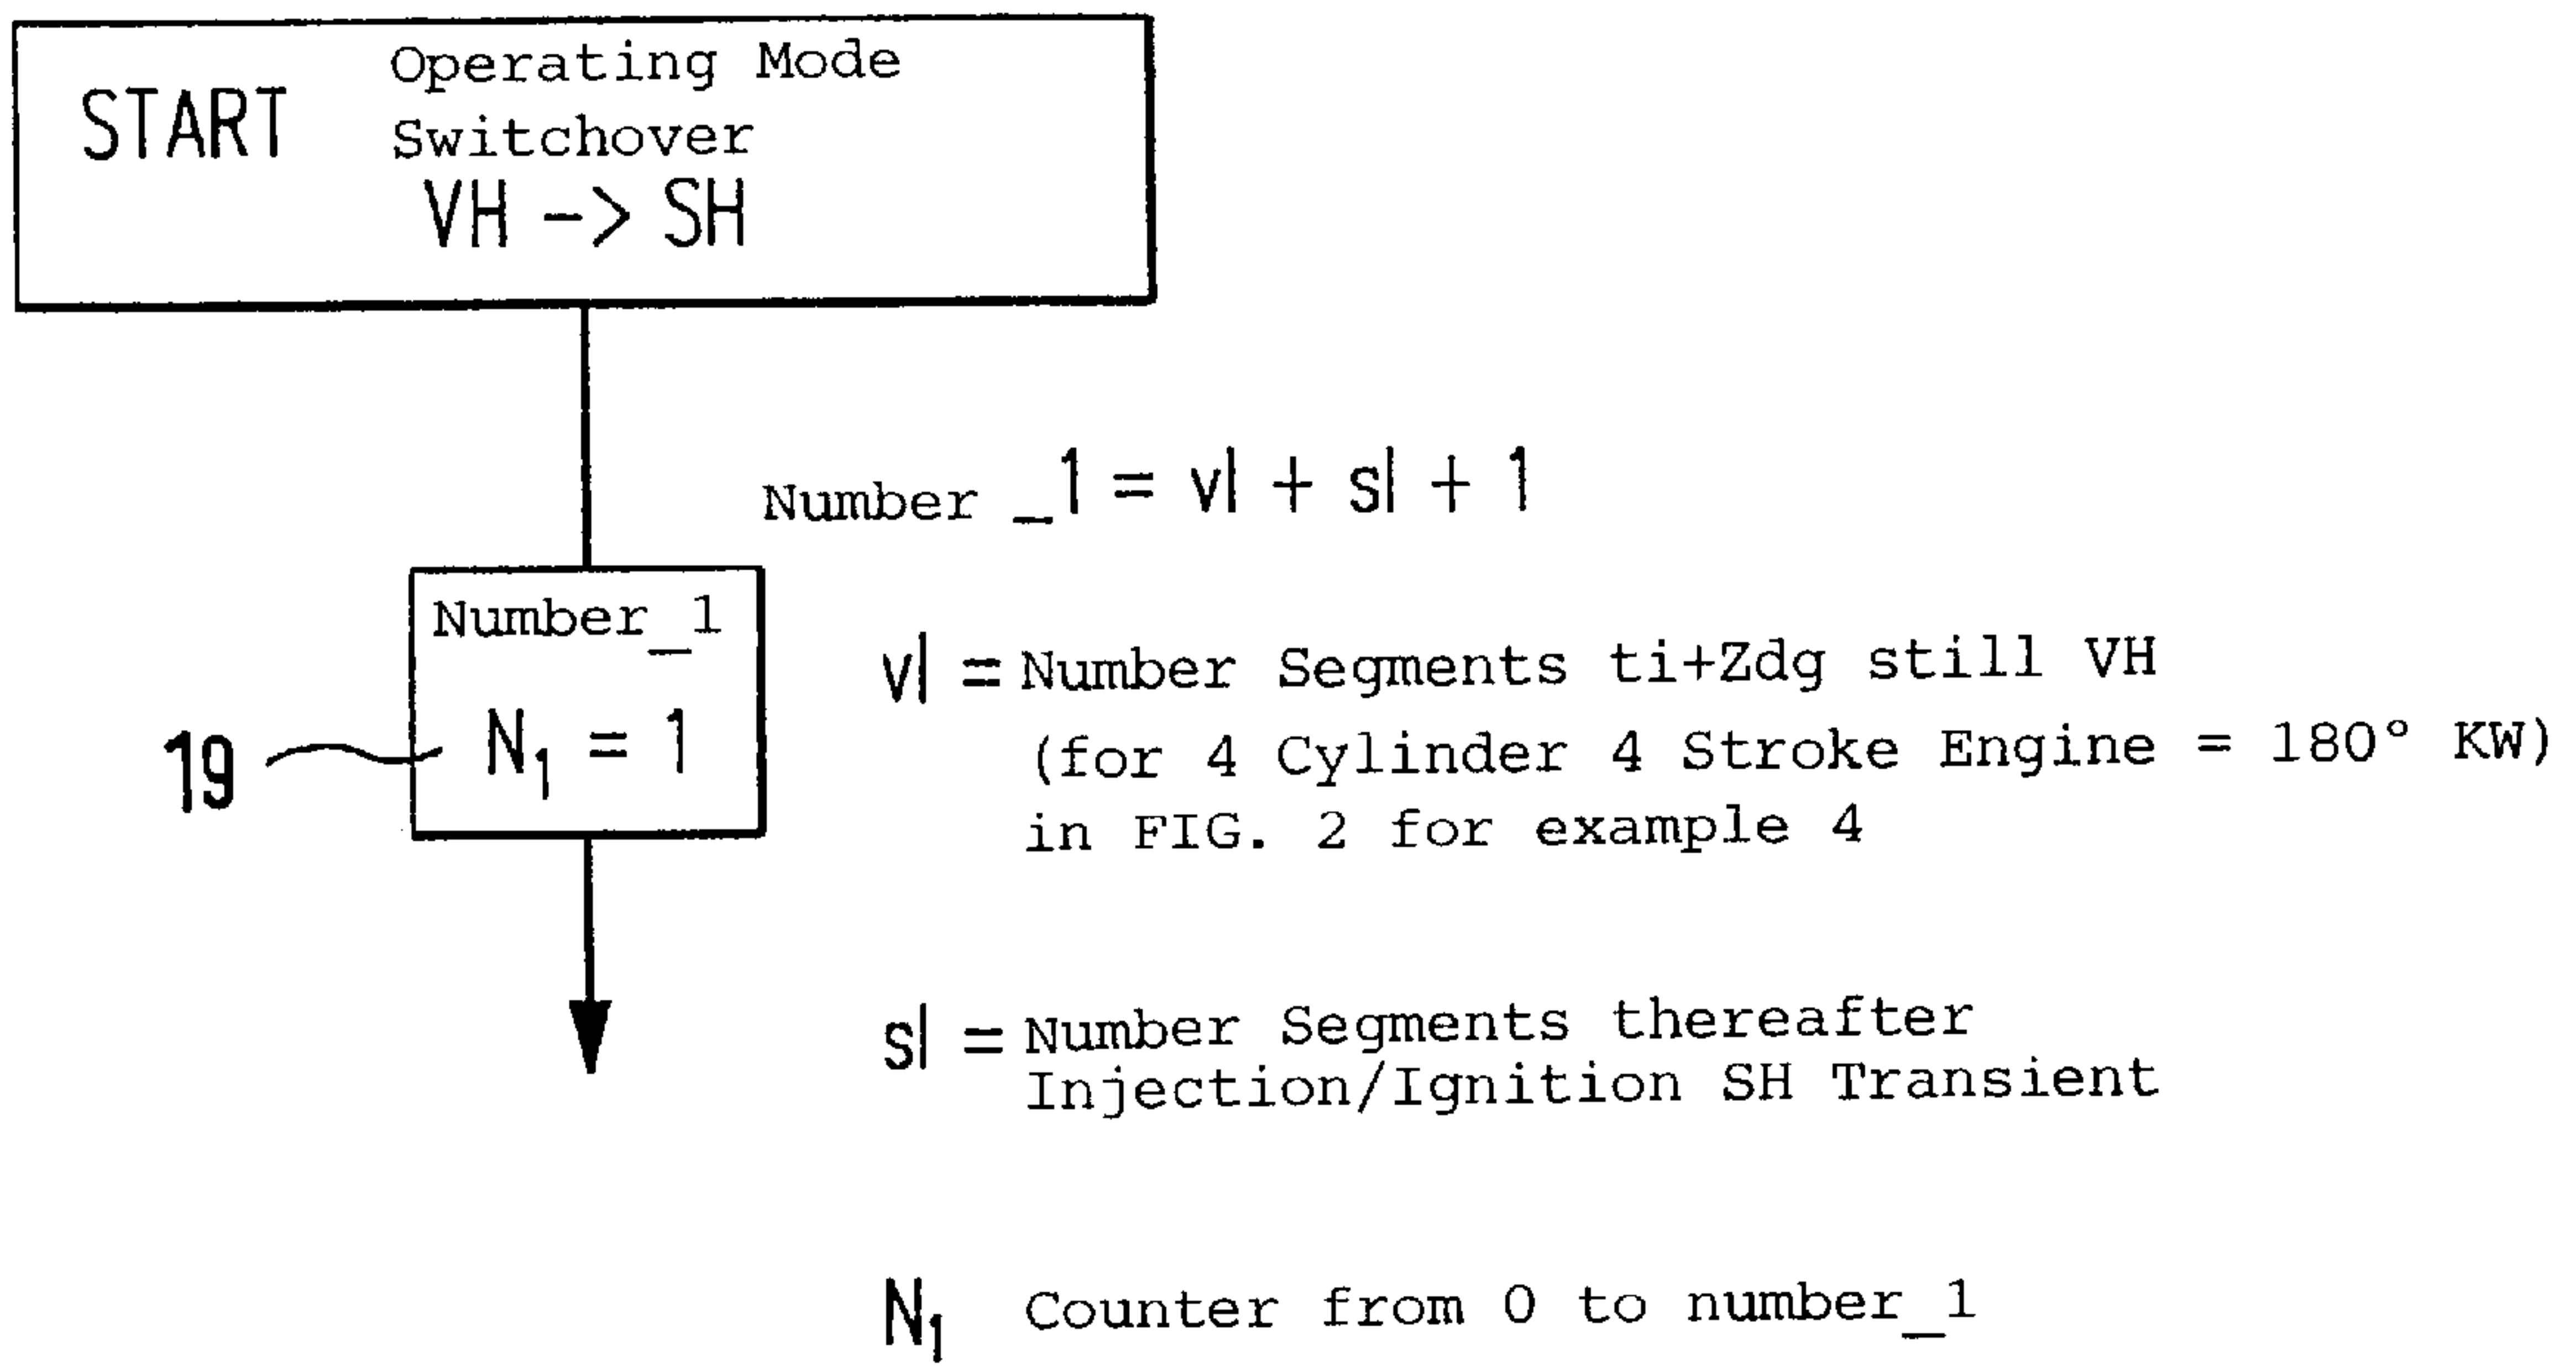 Operating Mode
START Switchover
VH -> SH
Number _1 = vl + sl + 1
Number_1
N₁ = 1
19
vl = Number Segments ti+Zdg still VH
(for 4 Cylinder 4 Stroke Engine = 180° KW)
in FIG. 2 for example 4
sl = Number Segments thereafter
Injection/Ignition SH Transient
N₁ Counter from 0 to number_1